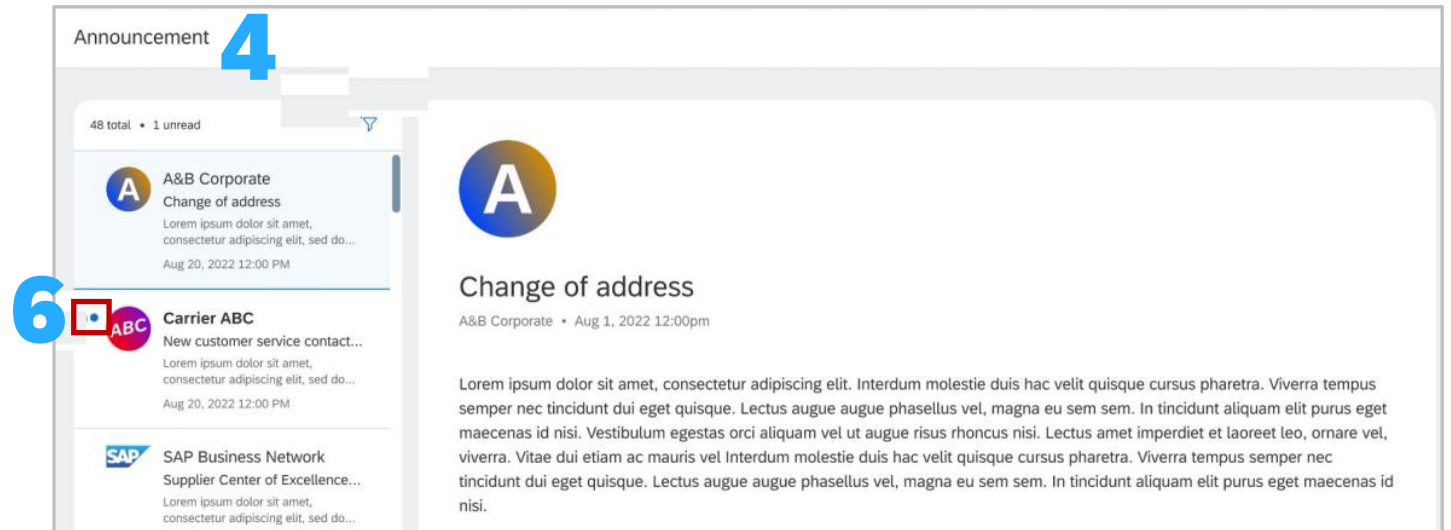 Announcement
4
48 total • 1 unread
A
A&B Corporate
Change of address
Lorem ipsum dolor sit amet,
consectetur adipiscing elit, sed do...
Aug 20, 2022 12:00 PM
6
ABC
Carrier ABC
New customer service contact...
Lorem ipsum dolor sit amet,
consectetur adipiscing elit, sed do...
Aug 20, 2022 12:00 PM
SAP
SAP Business Network
Supplier Center of Excellence...
Lorem ipsum dolor sit amet,
consectetur adipiscing elit, sed do...
A
Change of address
A&B Corporate • Aug 1, 2022 12:00pm
Lorem ipsum dolor sit amet, consectetur adipiscing elit. Interdum molestie duis hac velit quisque cursus pharetra. Viverra tempus
semper nec tincidunt dui eget quisque. Lectus augue augue phasellus vel, magna eu sem sem. In tincidunt aliquam elit purus eget
maecenas id nisi. Vestibulum egestas orci aliquam vel ut augue risus rhoncus nisi. Lectus amet imperdiet et laoreet leo, ornare vel,
viverra. Vitae dui etiam ac mauris vel Interdum molestie duis hac velit quisque cursus pharetra. Viverra tempus semper nec
tincidunt dui eget quisque. Lectus augue augue phasellus vel, magna eu sem sem. In tincidunt aliquam elit purus eget maecenas id
nisi.